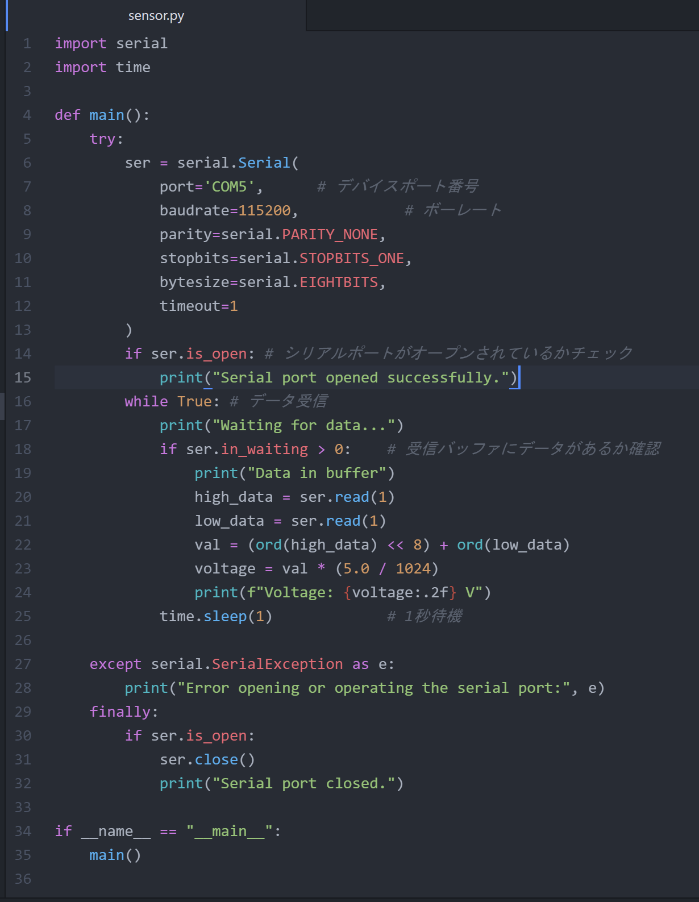 sensor.py
1 import serial
2 import time
3
4 def main():
5     try:
6         ser = serial.Serial(
7             port='COM5',      # デバイスポート番号
8             baudrate=115200,            # ボーレート
9             parity=serial.PARITY_NONE,
10             stopbits=serial.STOPBITS_ONE,
11             bytesize=serial.EIGHTBITS,
12             timeout=1
13         )
14         if ser.is_open: # シリアルポートがオープンされているかチェック
15             print("Serial port opened successfully.")
16         while True: # データ受信
17             print("Waiting for data...")
18             if ser.in_waiting > 0:    # 受信バッファにデータがあるか確認
19                 print("Data in buffer")
20                 high_data = ser.read(1)
21                 low_data = ser.read(1)
22                 val = (ord(high_data) << 8) + ord(low_data)
23                 voltage = val * (5.0 / 1024)
24                 print(f"Voltage: {voltage:.2f} V")
25             time.sleep(1)             # 1秒待機
26
27     except serial.SerialException as e:
28         print("Error opening or operating the serial port:", e)
29     finally:
30         if ser.is_open:
31             ser.close()
32             print("Serial port closed.")
33
34 if __name__ == "__main__":
35     main()
36